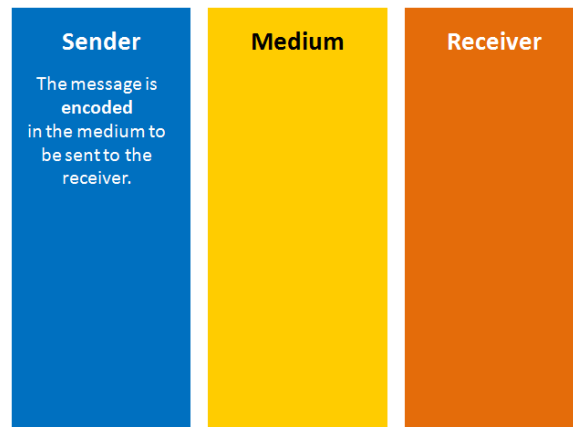 Sender
The message is
encoded
in the medium to
be sent to the
receiver.
Medium
Receiver